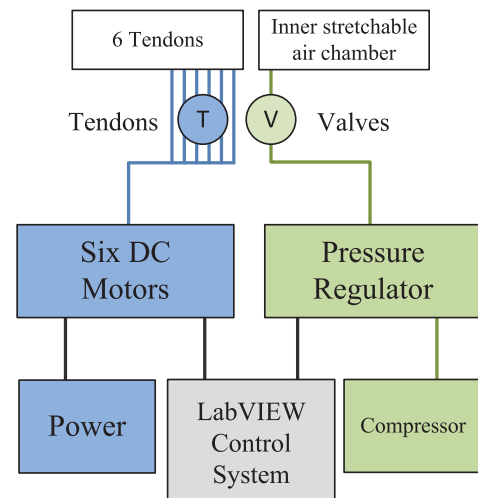 6 Tendons
Inner stretchable
air chamber
Tendons
T
V
Valves
Six DC
Motors
Pressure
Regulator
Power
LabVIEW
Control
System
Compressor